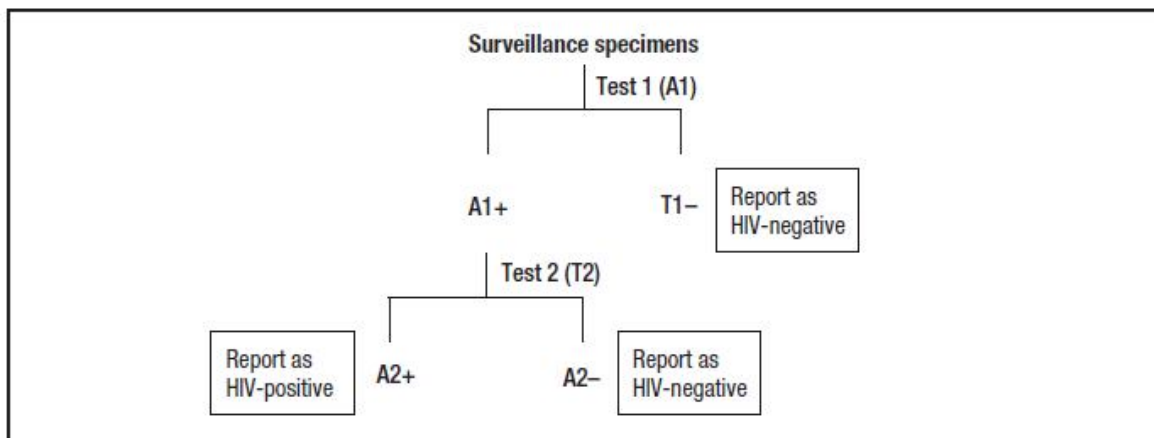 Surveillance specimens
Test 1 (A1)
A1+
T1–
Report as
HIV-negative
Test 2 (T2)
Report as
HIV-positive
A2+
A2–
Report as
HIV-negative